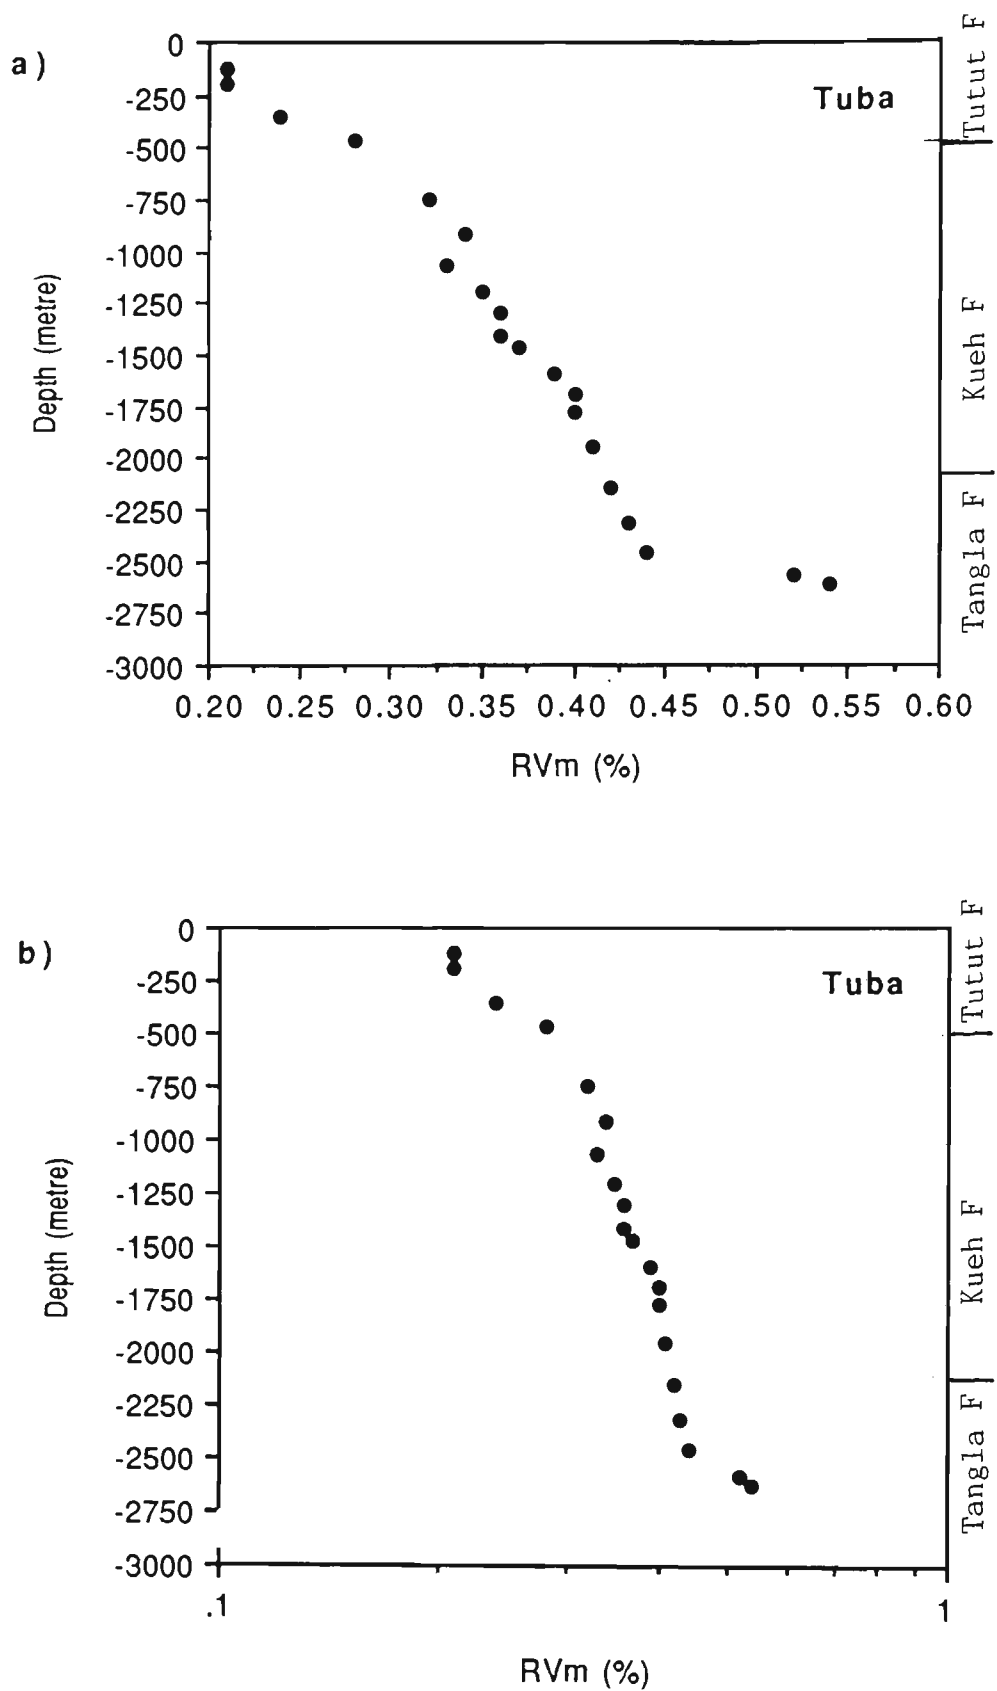 a)
Tuba
0
-250
-500
-750
-1000
-1250
-1500
-1750
-2000
-2250
-2500
-2750
-3000
Depth (metre)
0.20 0.25 0.30 0.35 0.40 0.45 0.50 0.55 0.60
RVm (%)
Tutut F
Kueh F
Tangla F
b)
Tuba
0
-250
-500
-750
-1000
-1250
-1500
-1750
-2000
-2250
-2500
-2750
-3000
Depth (metre)
.1 1
RVm (%)
Tutut F
Kueh F
Tangla F